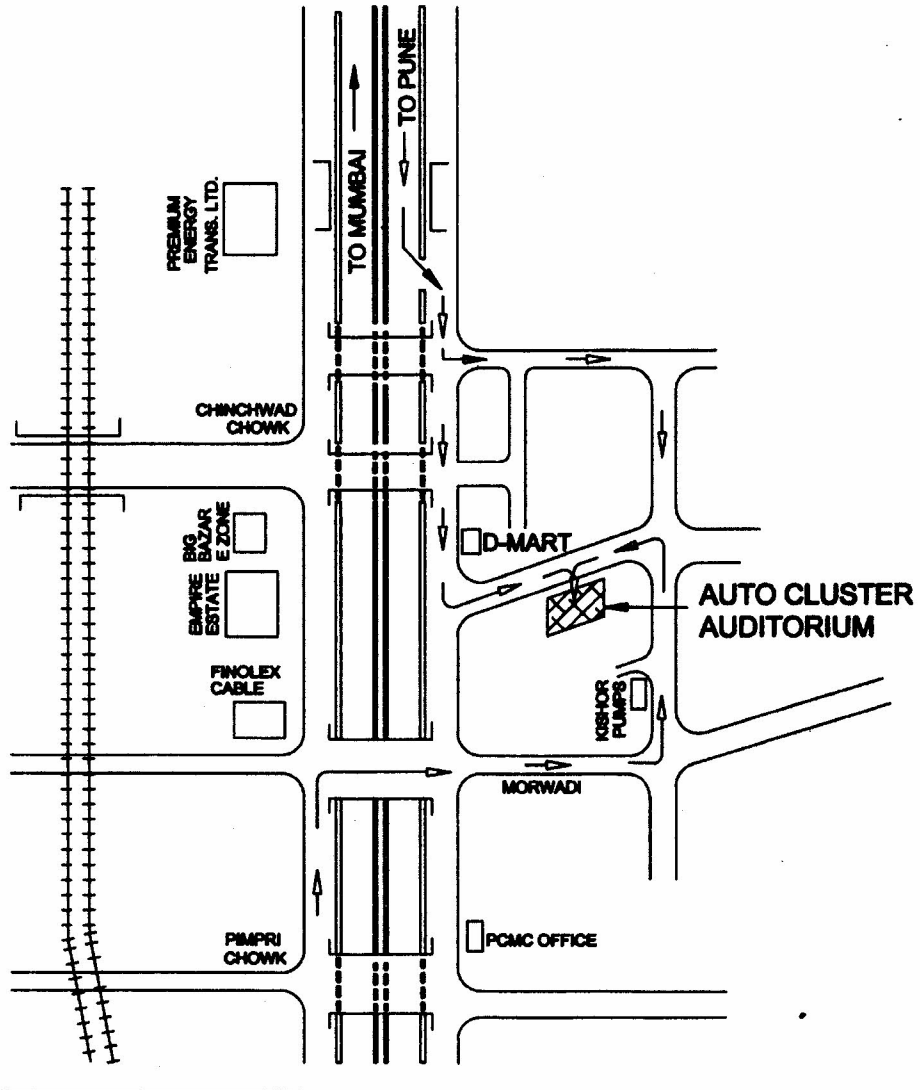 TO MUMBAI
TO PUNE
PREMIUM
ENERGY
TRANS. LTD.
CHINCHWAD
CHOWK
BIG
BAZAR
E ZONE
D-MART
EMPIRE
ESTATE
AUTO CLUSTER
AUDITORIUM
FINOLEX
CABLE
KISHOR
PUMPS
MORWADI
PIMPRI
CHOWK
PCMC OFFICE